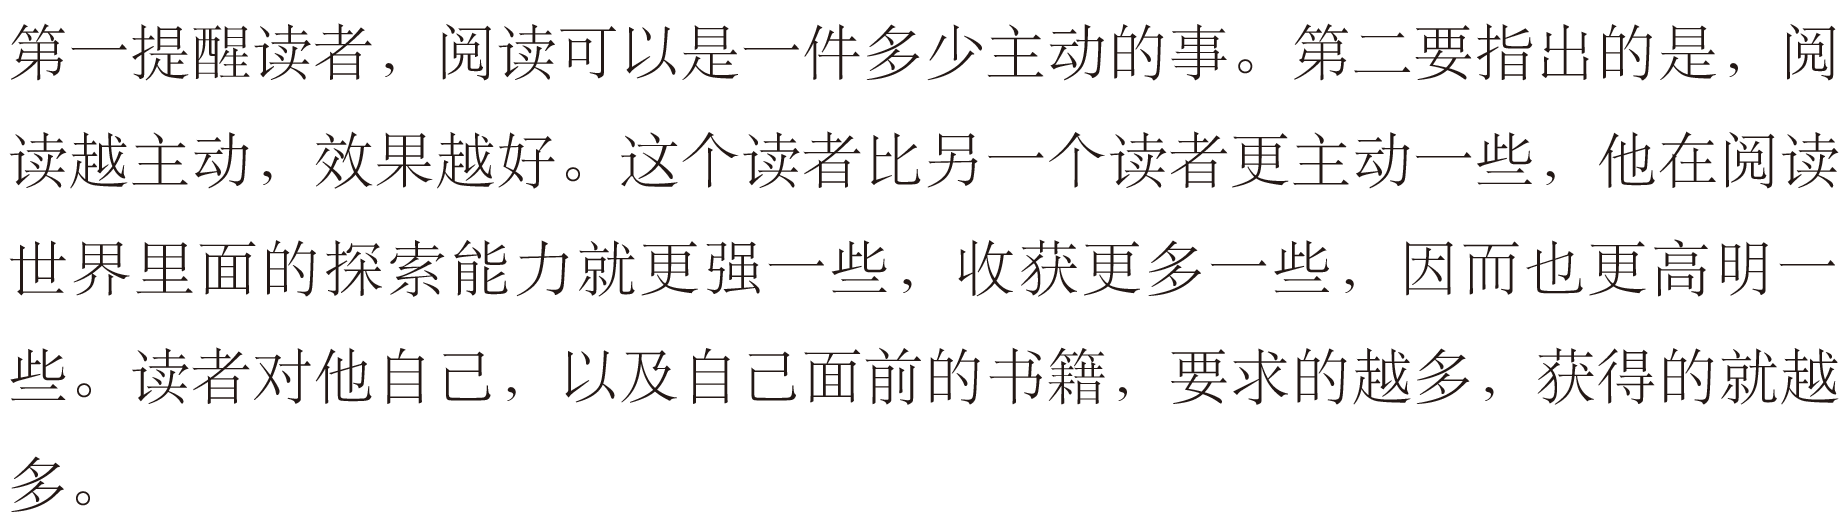 第一提醒读者，阅读可以是一件多少主动的事。第二要指出的是，阅
读越主动，效果越好。这个读者比另一个读者更主动一些，他在阅读
世界里面的探索能力就更强一些，收获更多一些，因而也更高明一
些。读者对他自己，以及自己面前的书籍，要求的越多，获得的就越
多。